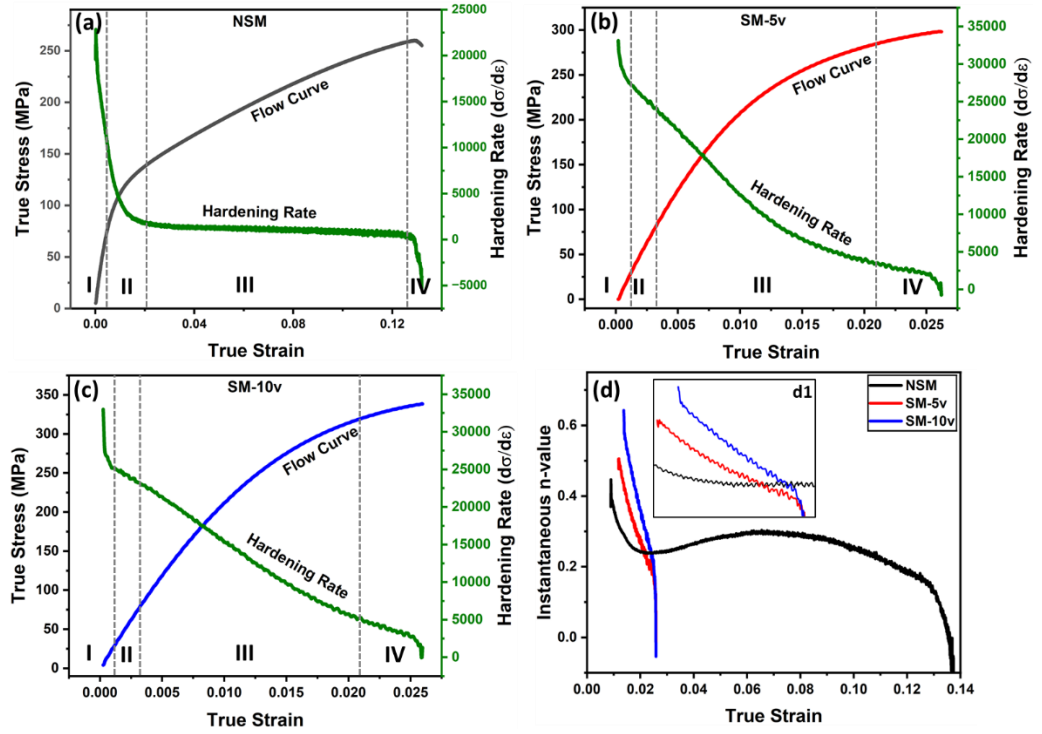 (a)
NSM
True Stress (MPa)
250
200
150
100
50
0
Flow Curve
Hardening Rate
I
II
III
IV
0.00
0.04
0.08
0.12
True Strain
25000
20000
15000
10000
5000
0
−5000
Hardening Rate (dσ/dε)
(b)
SM-5v
True Stress (MPa)
300
250
200
150
100
50
0
Flow Curve
Hardening Rate
I
II
III
IV
0.000
0.005
0.010
0.015
0.020
0.025
True Strain
35000
30000
25000
20000
15000
10000
5000
0
Hardening Rate (dσ/dε)
(c)
SM-10v
True Stress (MPa)
350
300
250
200
150
100
50
0
Flow Curve
Hardening Rate
I
II
III
IV
0.000
0.005
0.010
0.015
0.020
0.025
True Strain
35000
30000
25000
20000
15000
10000
5000
0
Hardening Rate (dσ/dε)
(d)
d1
NSM
SM-5v
SM-10v
Instantaneous n-value
0.6
0.4
0.2
0.0
0.00
0.02
0.04
0.06
0.08
0.10
0.12
0.14
True Strain